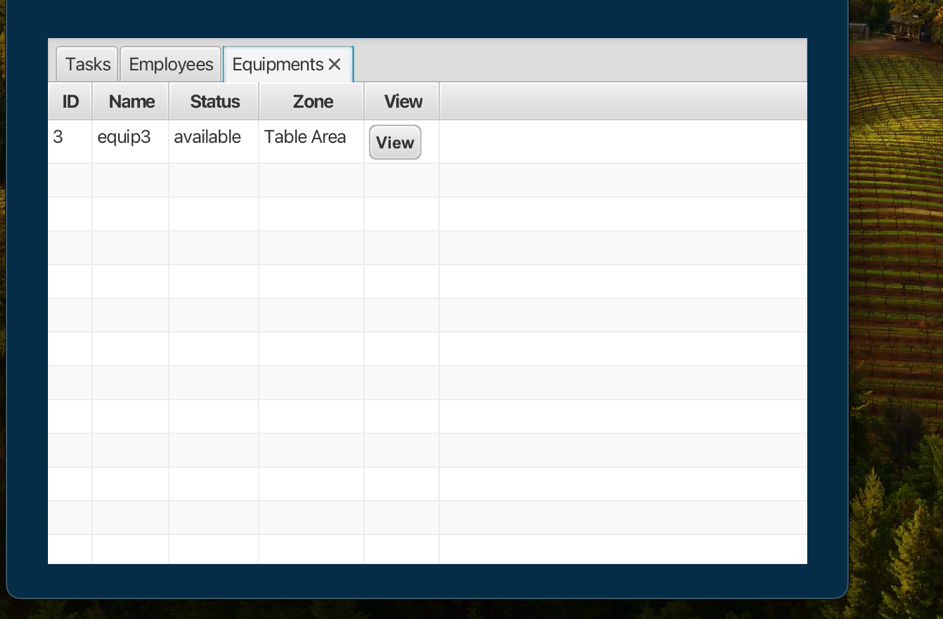 Tasks Employees Equipments ✕
ID Name Status Zone View
3 equip3 available Table Area View